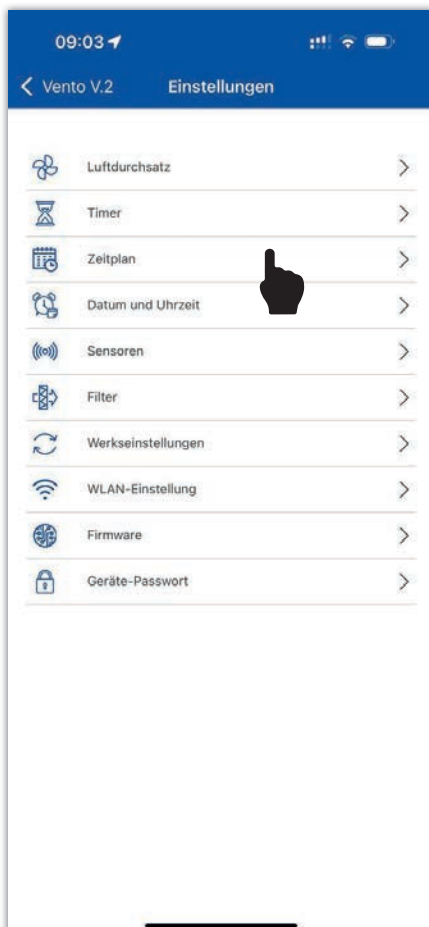 09:03
Vento V.2 Einstellungen
Luftdurchsatz
Timer
Zeitplan
Datum und Uhrzeit
Sensoren
Filter
Werkseinstellungen
WLAN-Einstellung
Firmware
Geräte-Passwort